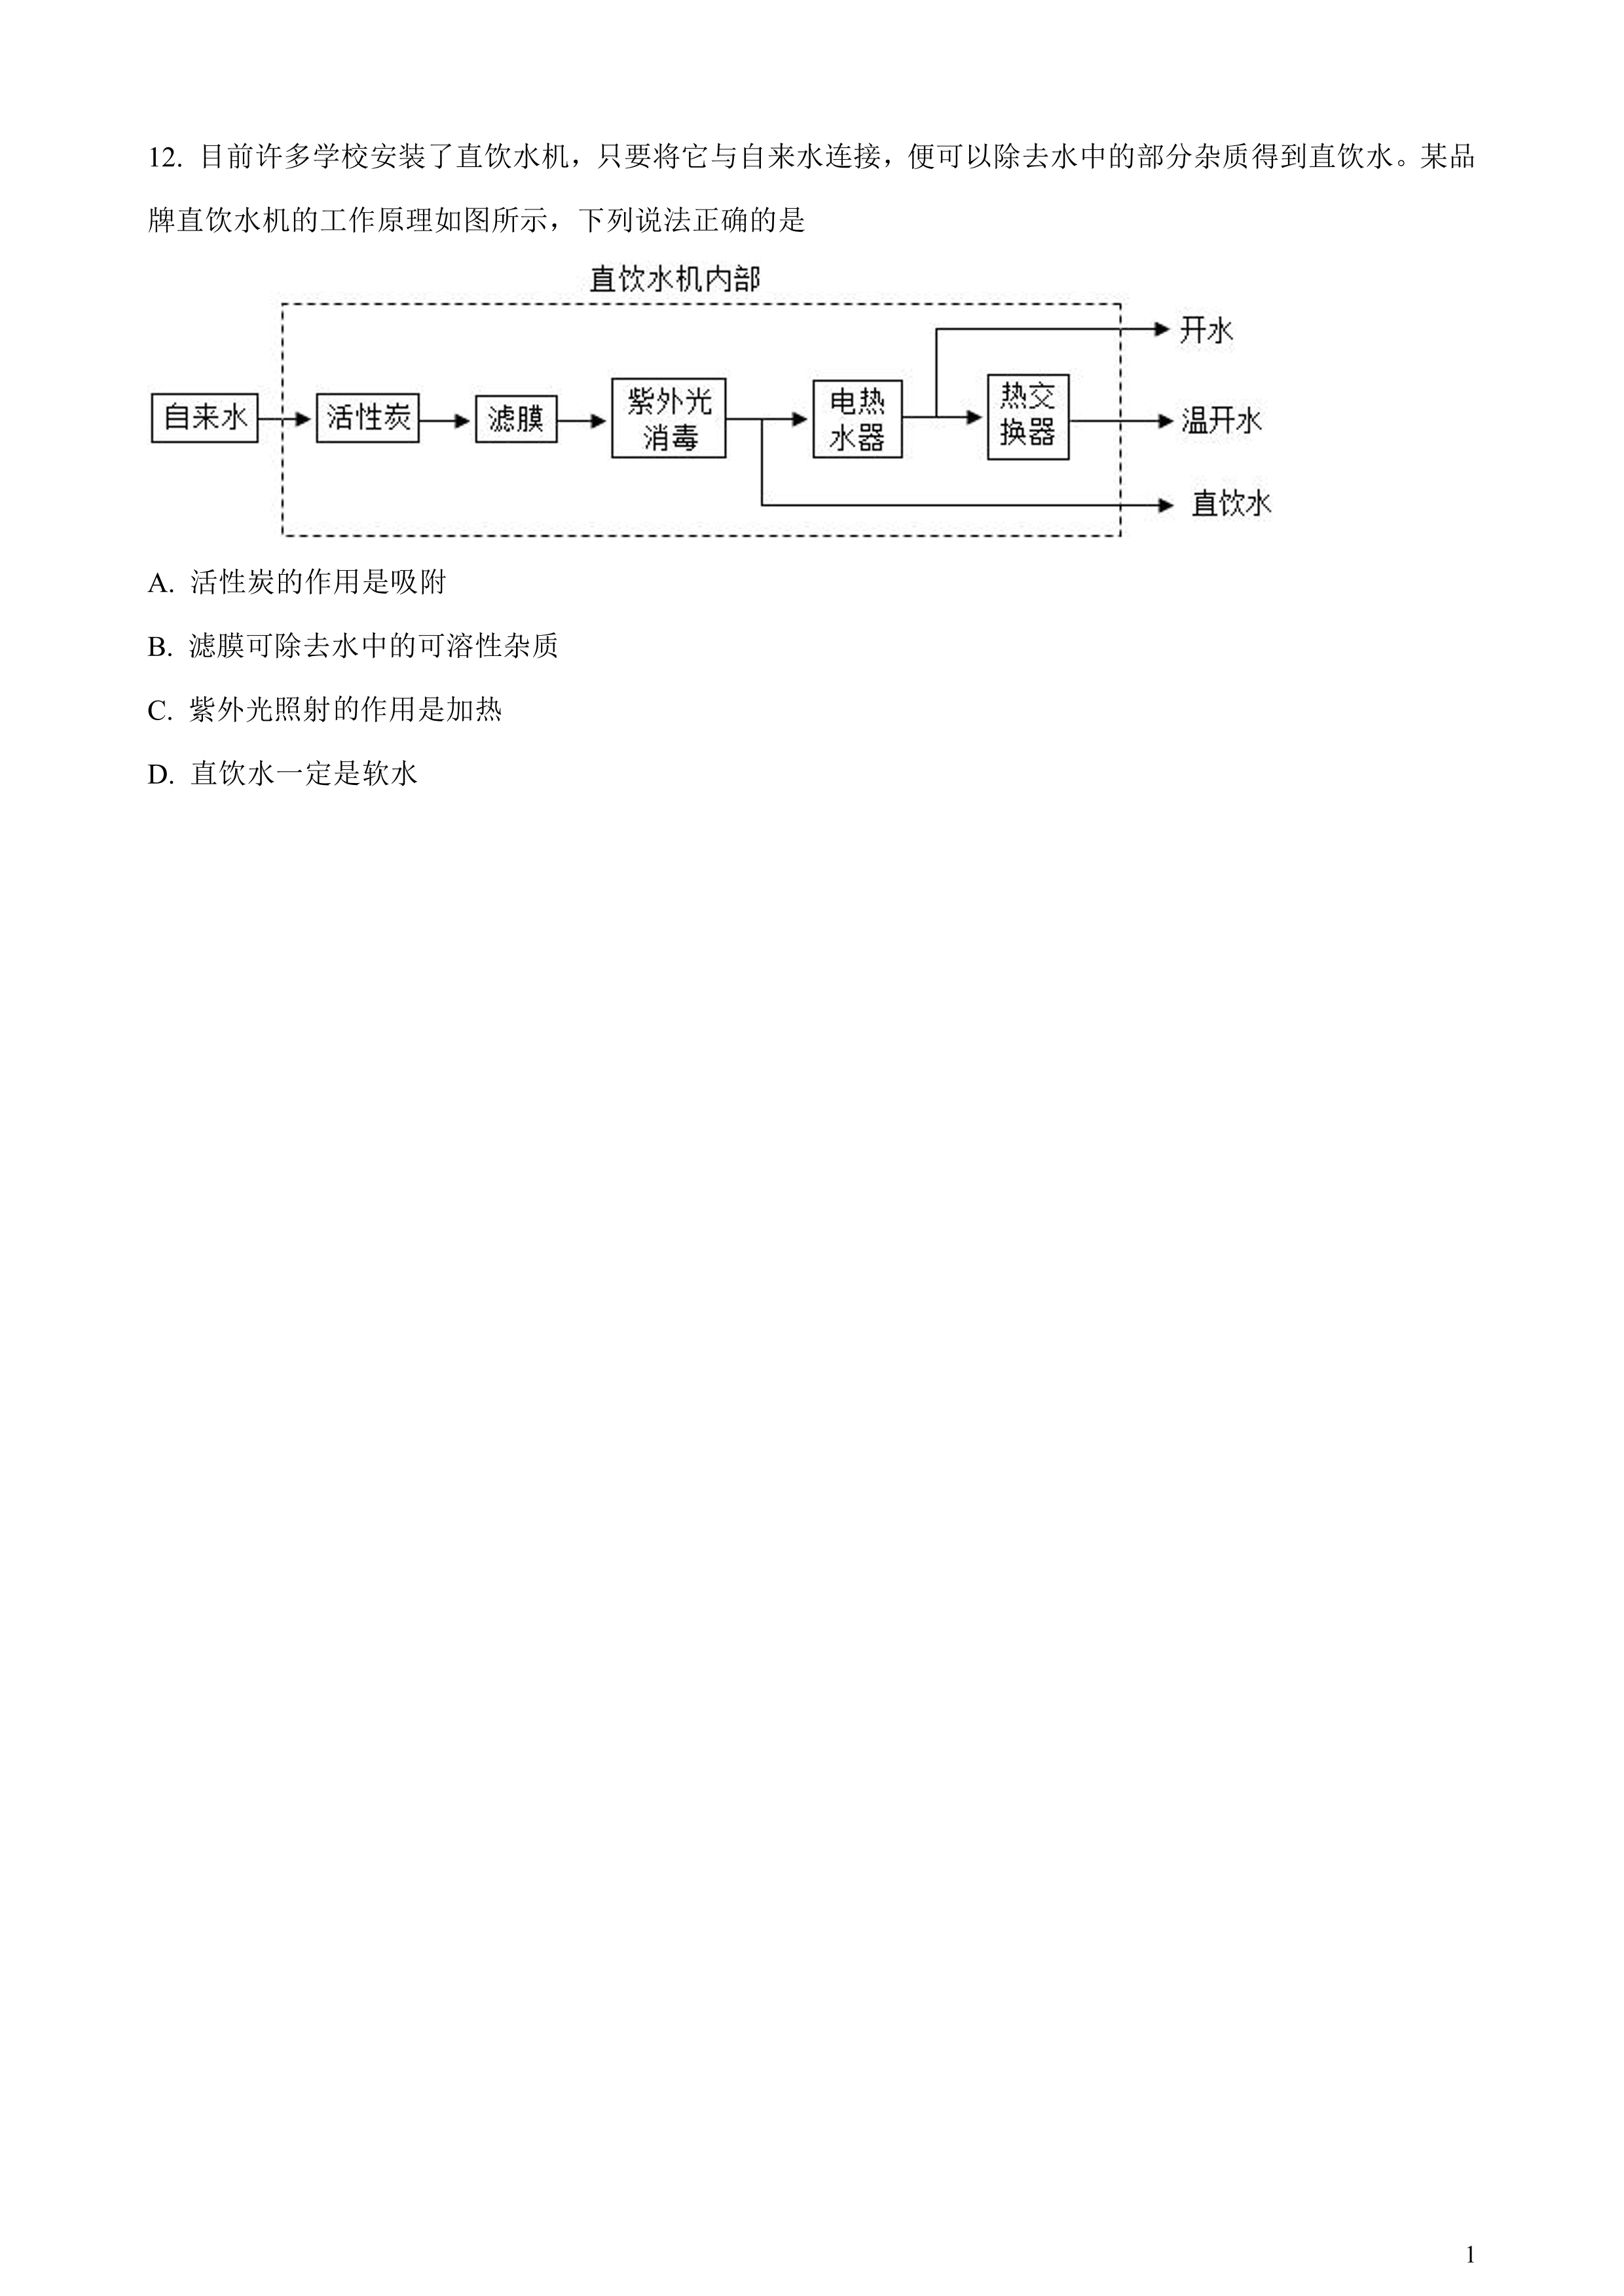 12. 目前许多学校安装了直饮水机，只要将它与自来水连接，便可以除去水中的部分杂质得到直饮水。某品
牌直饮水机的工作原理如图所示，下列说法正确的是
直饮水机内部
开水
自来水
活性炭
滤膜
紫外光
消毒
电热
水器
热交
换器
温开水
直饮水
A. 活性炭的作用是吸附
B. 滤膜可除去水中的可溶性杂质
C. 紫外光照射的作用是加热
D. 直饮水一定是软水
1